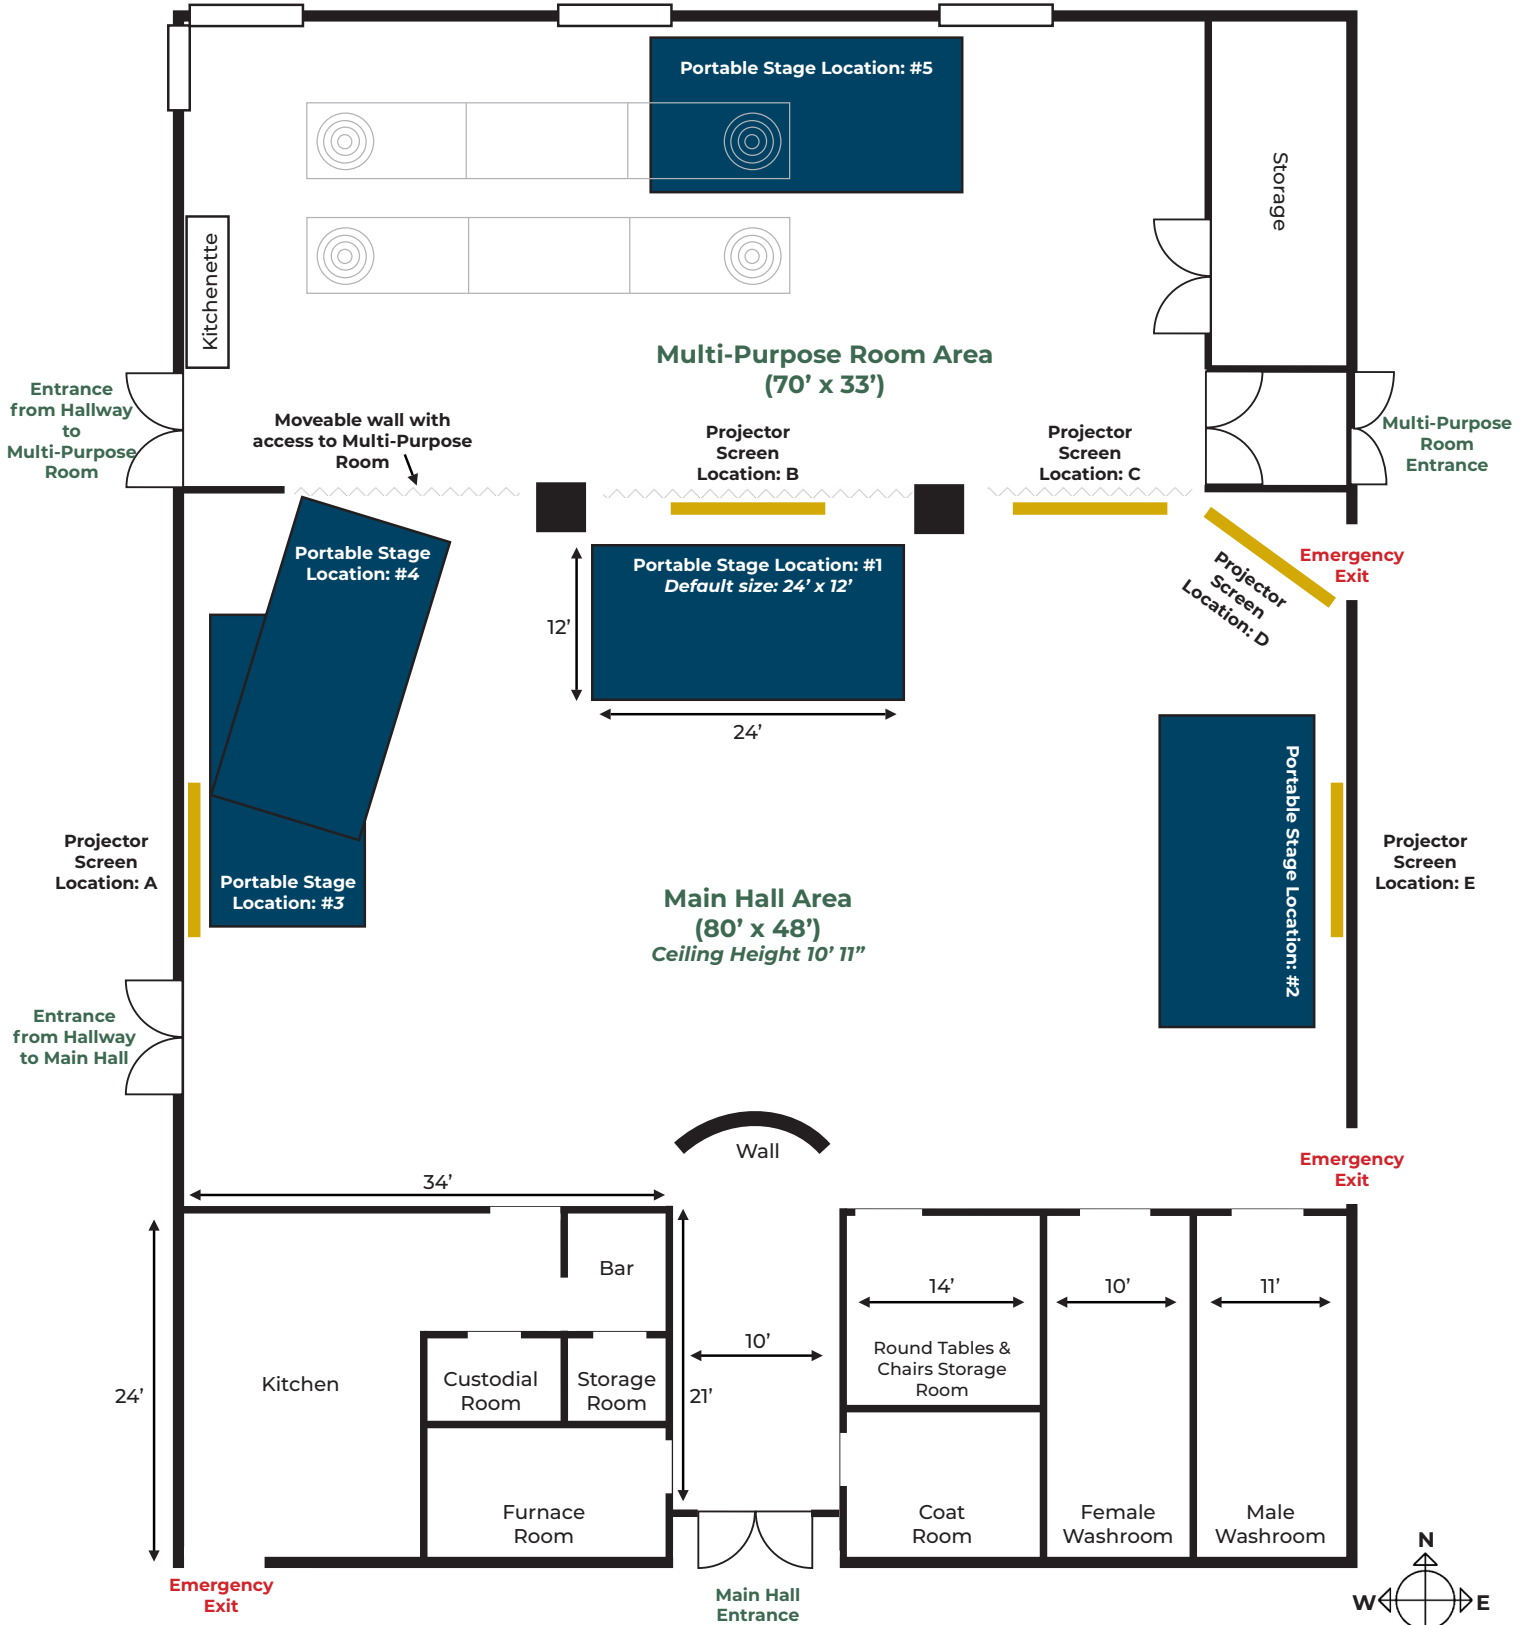 Portable Stage Location: #5
Storage
Kitchenette
Multi-Purpose Room Area
(70’ x 33’)
Entrance
from Hallway
to
Multi-Purpose
Room
Moveable wall with
access to Multi-Purpose
Room
Projector
Screen
Location: B
Projector
Screen
Location: C
Multi-Purpose
Room
Entrance
Portable Stage
Location: #4
Portable Stage Location: #1
Default size: 24’ x 12’
12’
24’
Projector
Screen
Location: D
Emergency
Exit
Portable Stage Location: #2
Projector
Screen
Location: A
Portable Stage
Location: #3
Main Hall Area
(80’ x 48’)
Ceiling Height 10’ 11”
Projector
Screen
Location: E
Entrance
from Hallway
to Main Hall
Wall
Emergency
Exit
34’
Bar
14’
10’
11’
10’
Round Tables &
Chairs Storage
Room
24’
Kitchen
Custodial
Room
Storage
Room
21’
Furnace
Room
Coat
Room
Female
Washroom
Male
Washroom
Emergency
Exit
Main Hall
Entrance
N
W
E